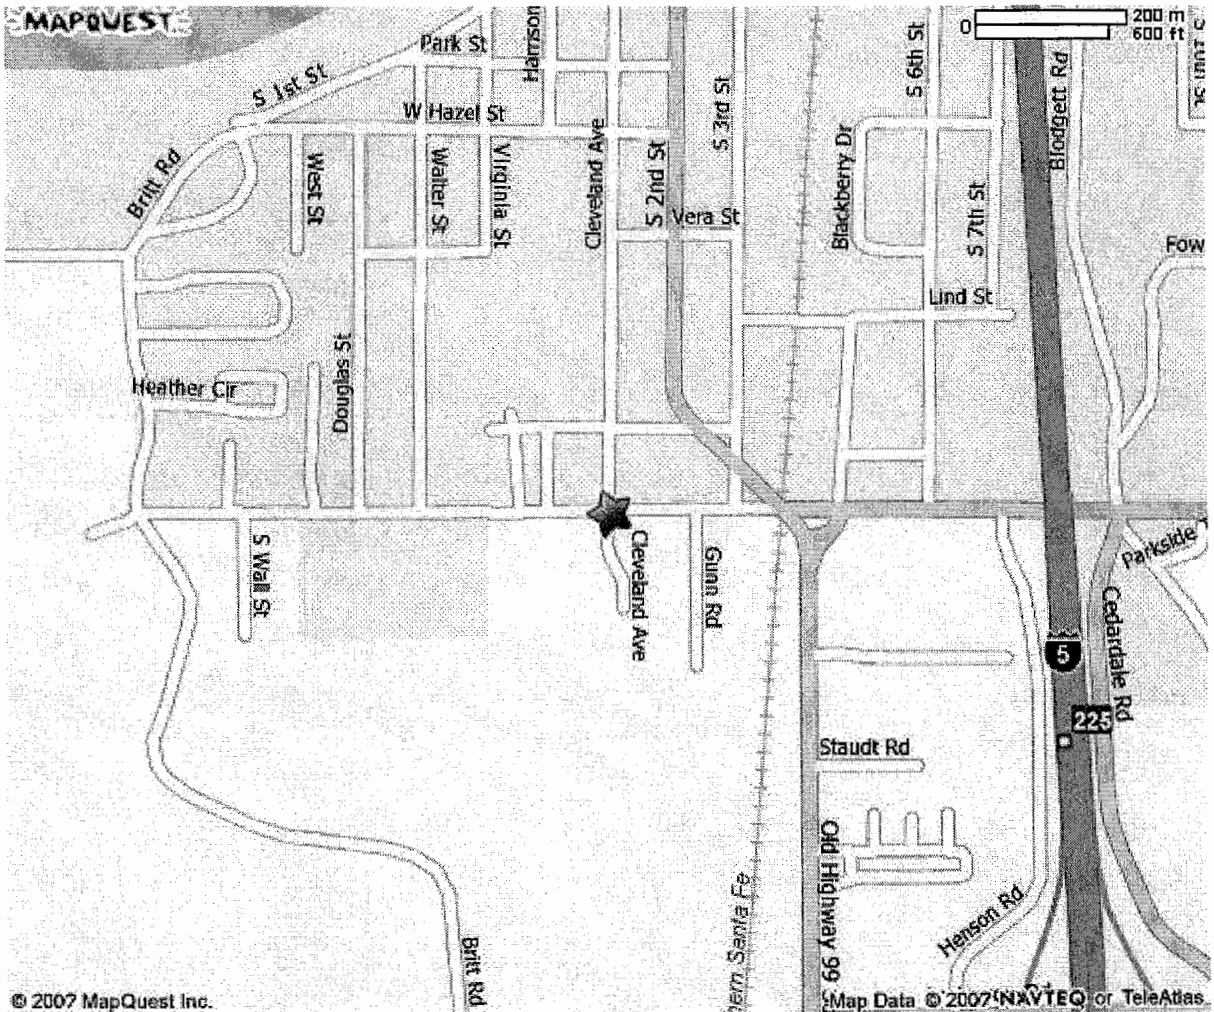 MAPQUEST
0
200 m
600 ft
Park St
Harrison
S 6th St
Blodgett Rd
S 1st St
W Hazel St
S 3rd St
Britt Rd
West St
Walter St
Virginia St
Cleveland Ave
S 2nd St
Vera St
Blackberry Dr
S 7th St
Fow
Lind St
Heather Cir
Douglas St
S Wall St
Cleveland Ave
Gunn Rd
Parkside
Cedardale Rd
5
225
Staudt Rd
Old Highway 99 S
Henson Rd
hern Santa Fe
Britt Rd
© 2007 MapQuest Inc.
Map Data © 2007 NAVTEQ or TeleAtlas